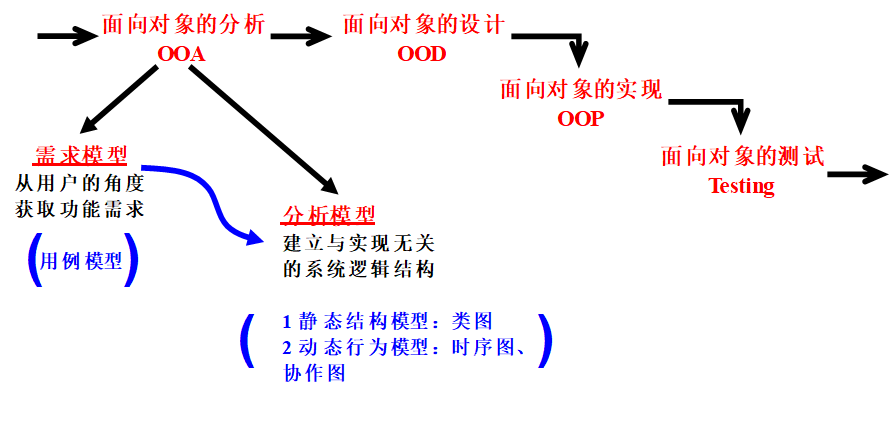 面向对象的分析
OOA
面向对象的设计
OOD
面向对象的实现
OOP
面向对象的测试
Testing
需求模型
从用户的角度
获取功能需求
(用例模型)
分析模型
建立与实现无关
的系统逻辑结构
(1 静态结构模型：类图
2 动态行为模型：时序图、
协作图)